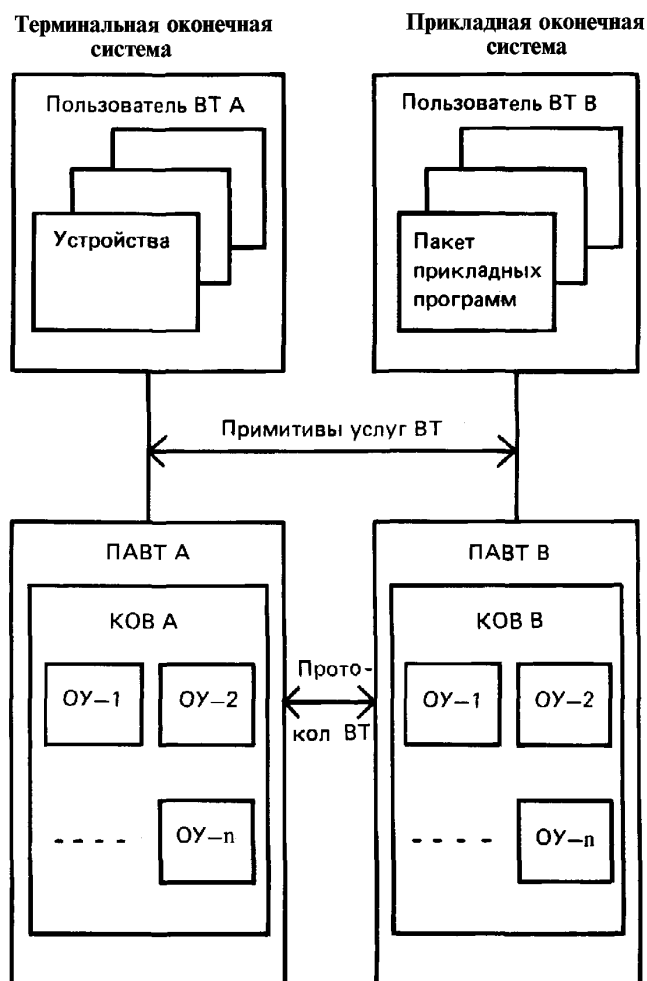 Терминальная оконечная
система
Прикладная оконечная
система
Пользователь ВТ А
Устройства
Пользователь ВТ В
Пакет
прикладных
программ
Примитивы услуг ВТ
ПАВТ А
КОВ А
ОУ–1
ОУ–2
- - - -
ОУ–n
Прото-
кол ВТ
ПАВТ В
КОВ В
ОУ–1
ОУ–2
- - - -
ОУ–n